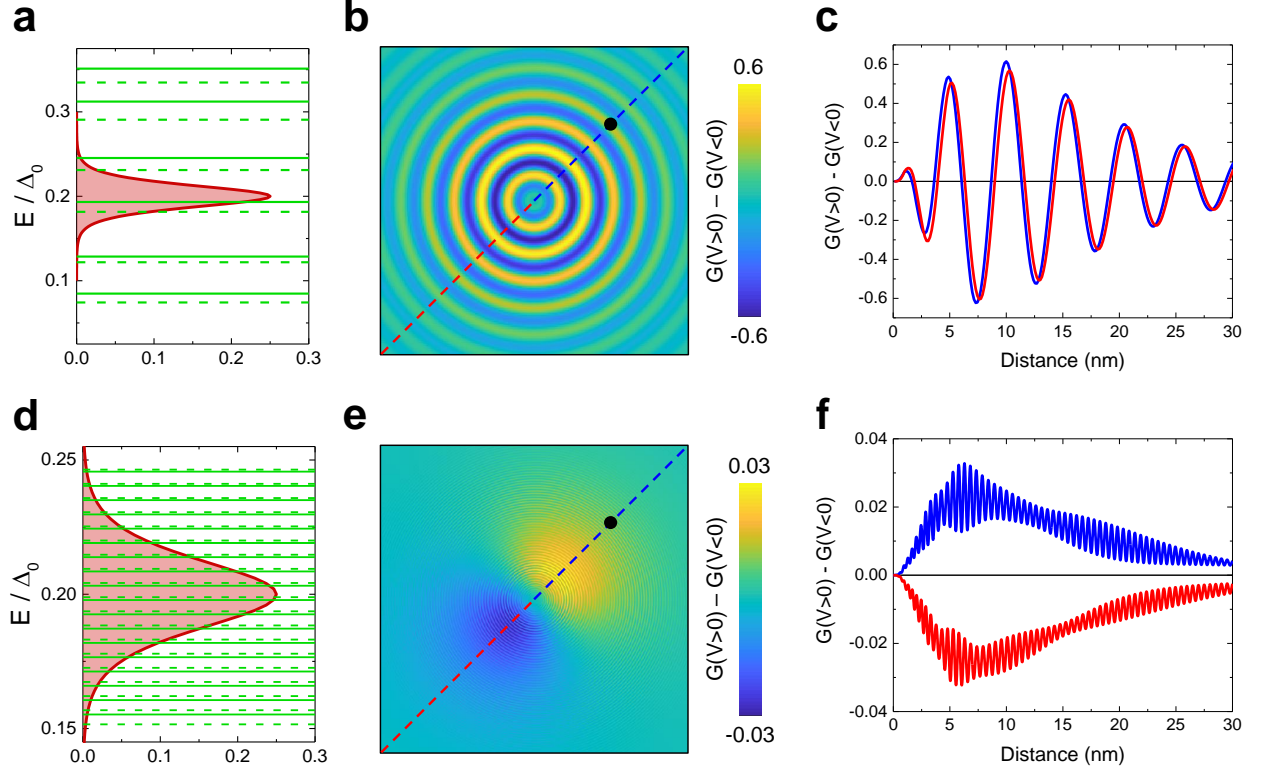 a
E / Δ0
0.3
0.2
0.1
0.0 0.1 0.2 0.3
b
0.6
G(V>0) – G(V<0)
-0.6
c
G(V>0) - G(V<0)
0.6
0.4
0.2
0.0
-0.2
-0.4
-0.6
0 5 10 15 20 25 30
Distance (nm)
d
E / Δ0
0.25
0.20
0.15
0.0 0.1 0.2 0.3
e
0.03
G(V>0) – G(V<0)
-0.03
f
G(V>0) - G(V<0)
0.04
0.02
0.00
-0.02
-0.04
0 5 10 15 20 25 30
Distance (nm)